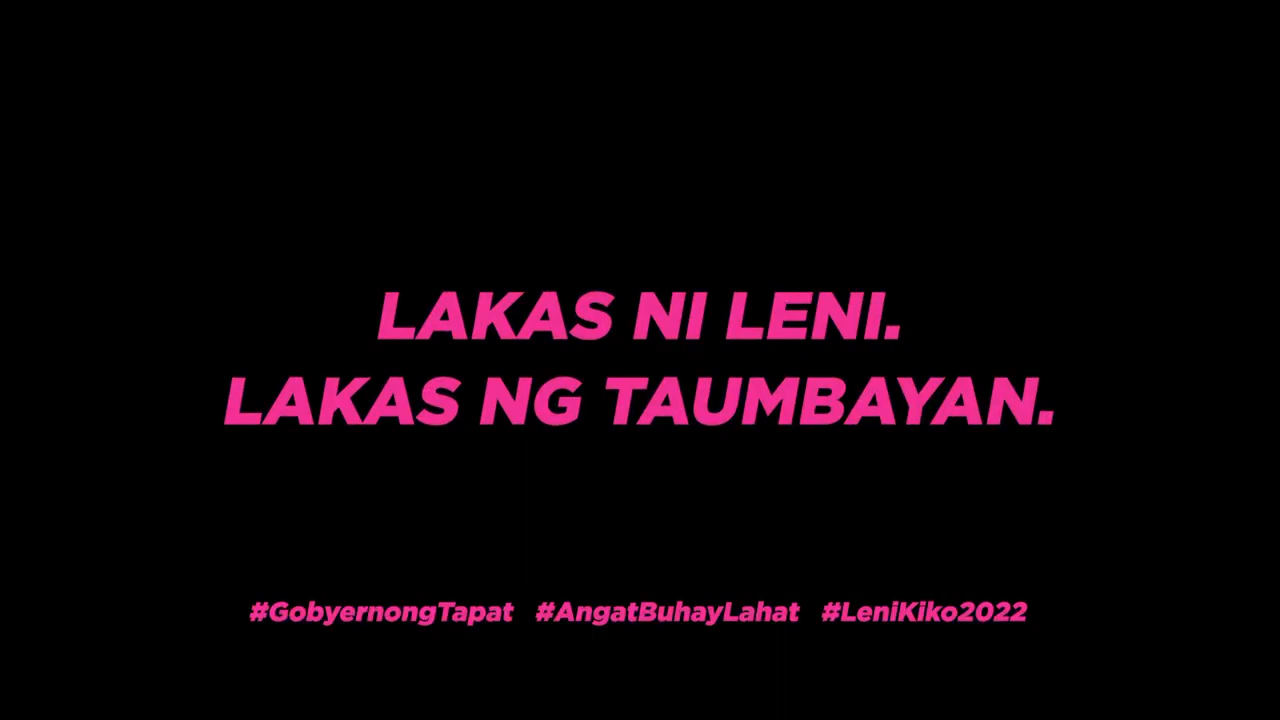 LAKAS NI LENI.
LAKAS NG TAUMBAYAN.
#GobyernongTapat #AngatBuhayLahat #LeniKiko2022